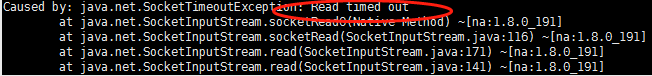 Caused by: java.net.SocketTimeoutException: Read timed out
at java.net.SocketInputStream.socketRead0(Native Method) ~[na:1.8.0_191]
at java.net.SocketInputStream.socketRead(SocketInputStream.java:116) ~[na:1.8.0_191]
at java.net.SocketInputStream.read(SocketInputStream.java:171) ~[na:1.8.0_191]
at java.net.SocketInputStream.read(SocketInputStream.java:141) ~[na:1.8.0_191]